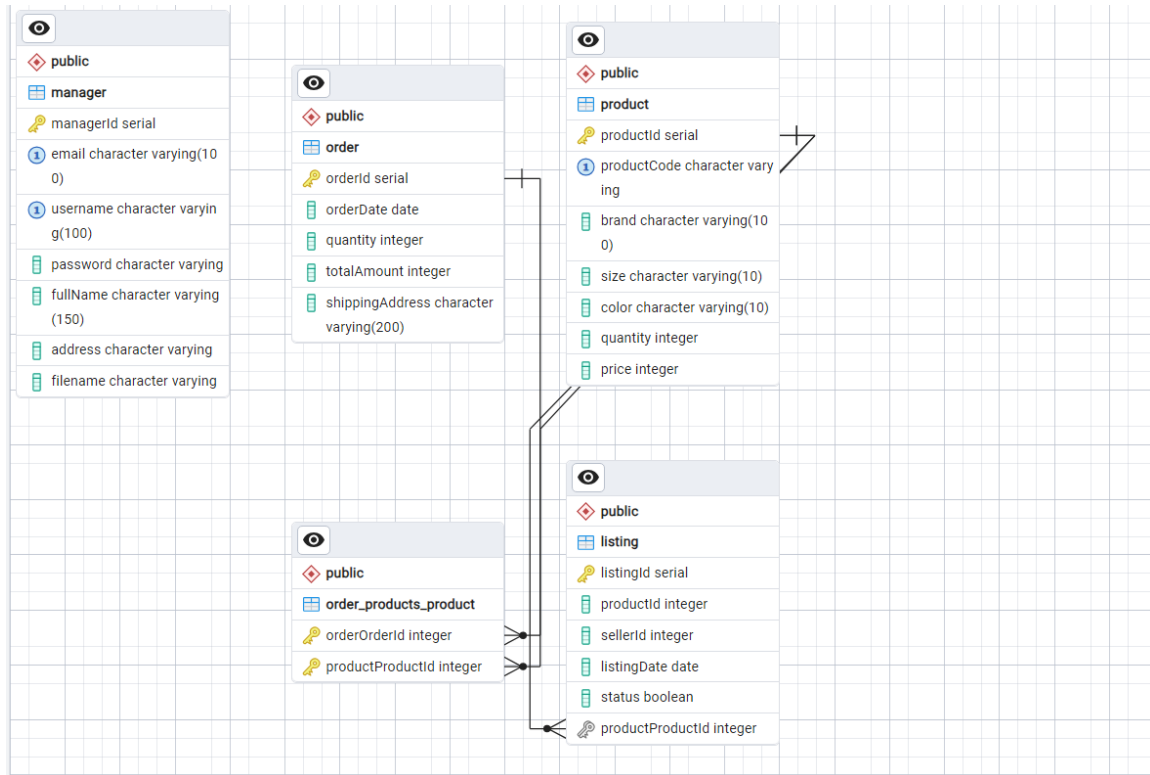 public
manager
managerId serial
email character varying(10
0)
username character varyin
g(100)
password character varying
fullName character varying
(150)
address character varying
filename character varying
public
order
orderId serial
orderDate date
quantity integer
totalAmount integer
shippingAddress character
varying(200)
public
product
productId serial
productCode character vary
ing
brand character varying(10
0)
size character varying(10)
color character varying(10)
quantity integer
price integer
public
order_products_product
orderOrderId integer
productProductId integer
public
listing
listingId serial
productId integer
sellerId integer
listingDate date
status boolean
productProductId integer